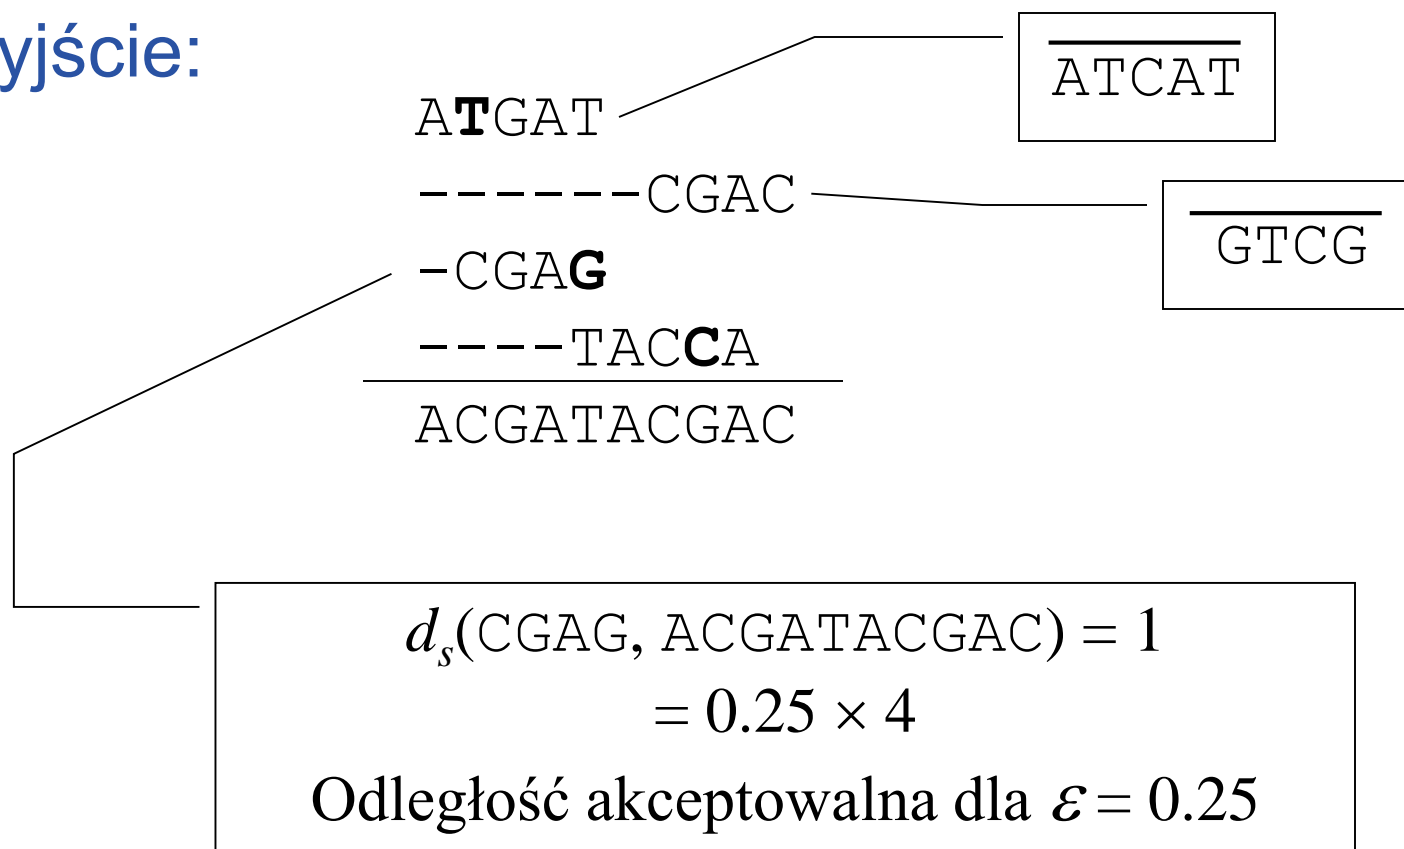 yjście:
ATCAT
ATGAT
------CGAC
GTCG
-CGAG
----TACCA
ACGATACGAC
dₛ(CGAG, ACGATACGAC) = 1
= 0.25 × 4
Odległość akceptowalna dla ε = 0.25